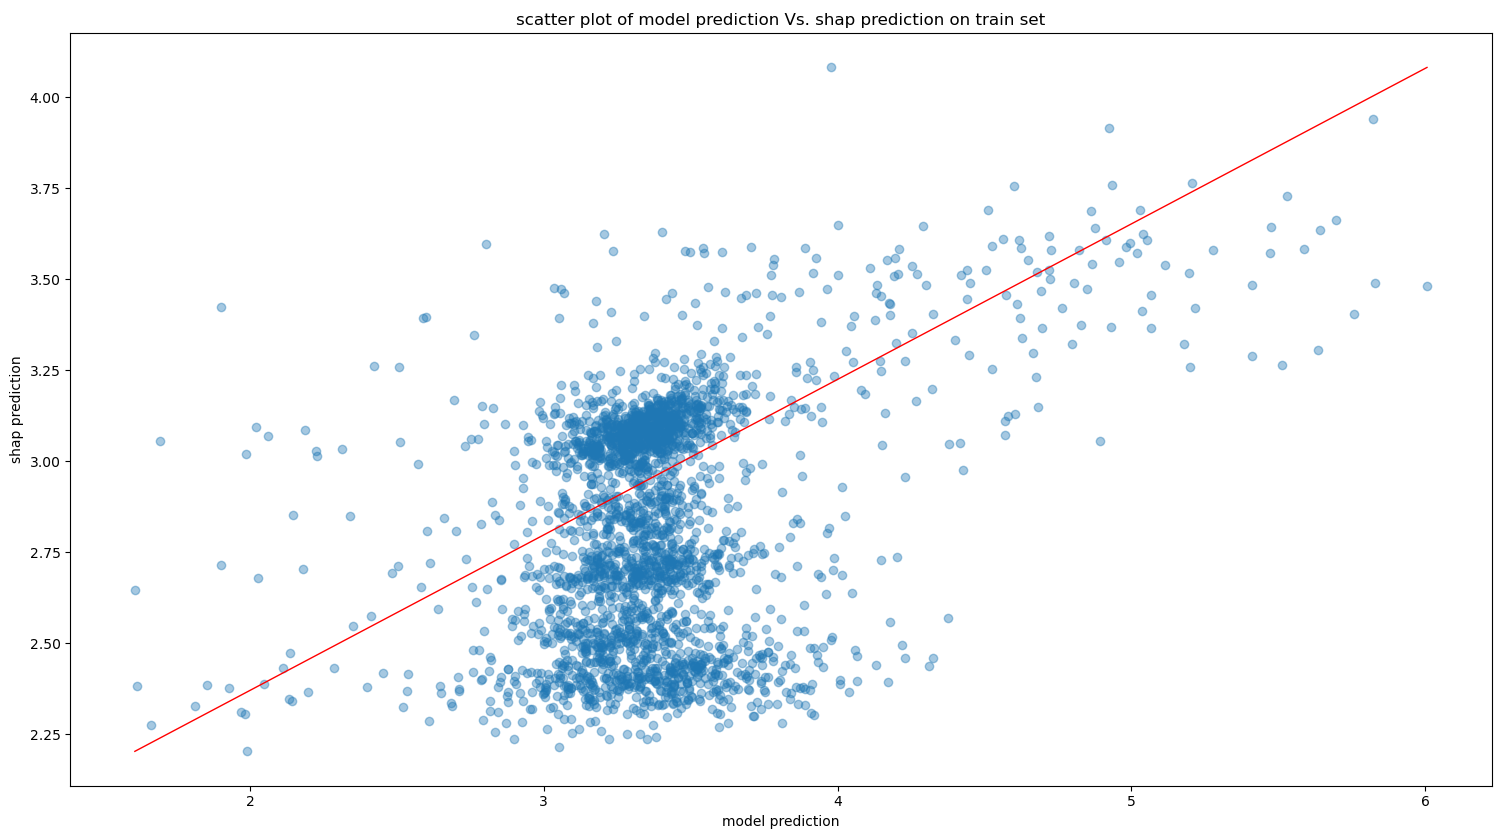 scatter plot of model prediction Vs. shap prediction on train set
4.00
3.75
3.50
3.25
3.00
2.75
2.50
2.25
shap prediction
2 3 4 5 6
model prediction